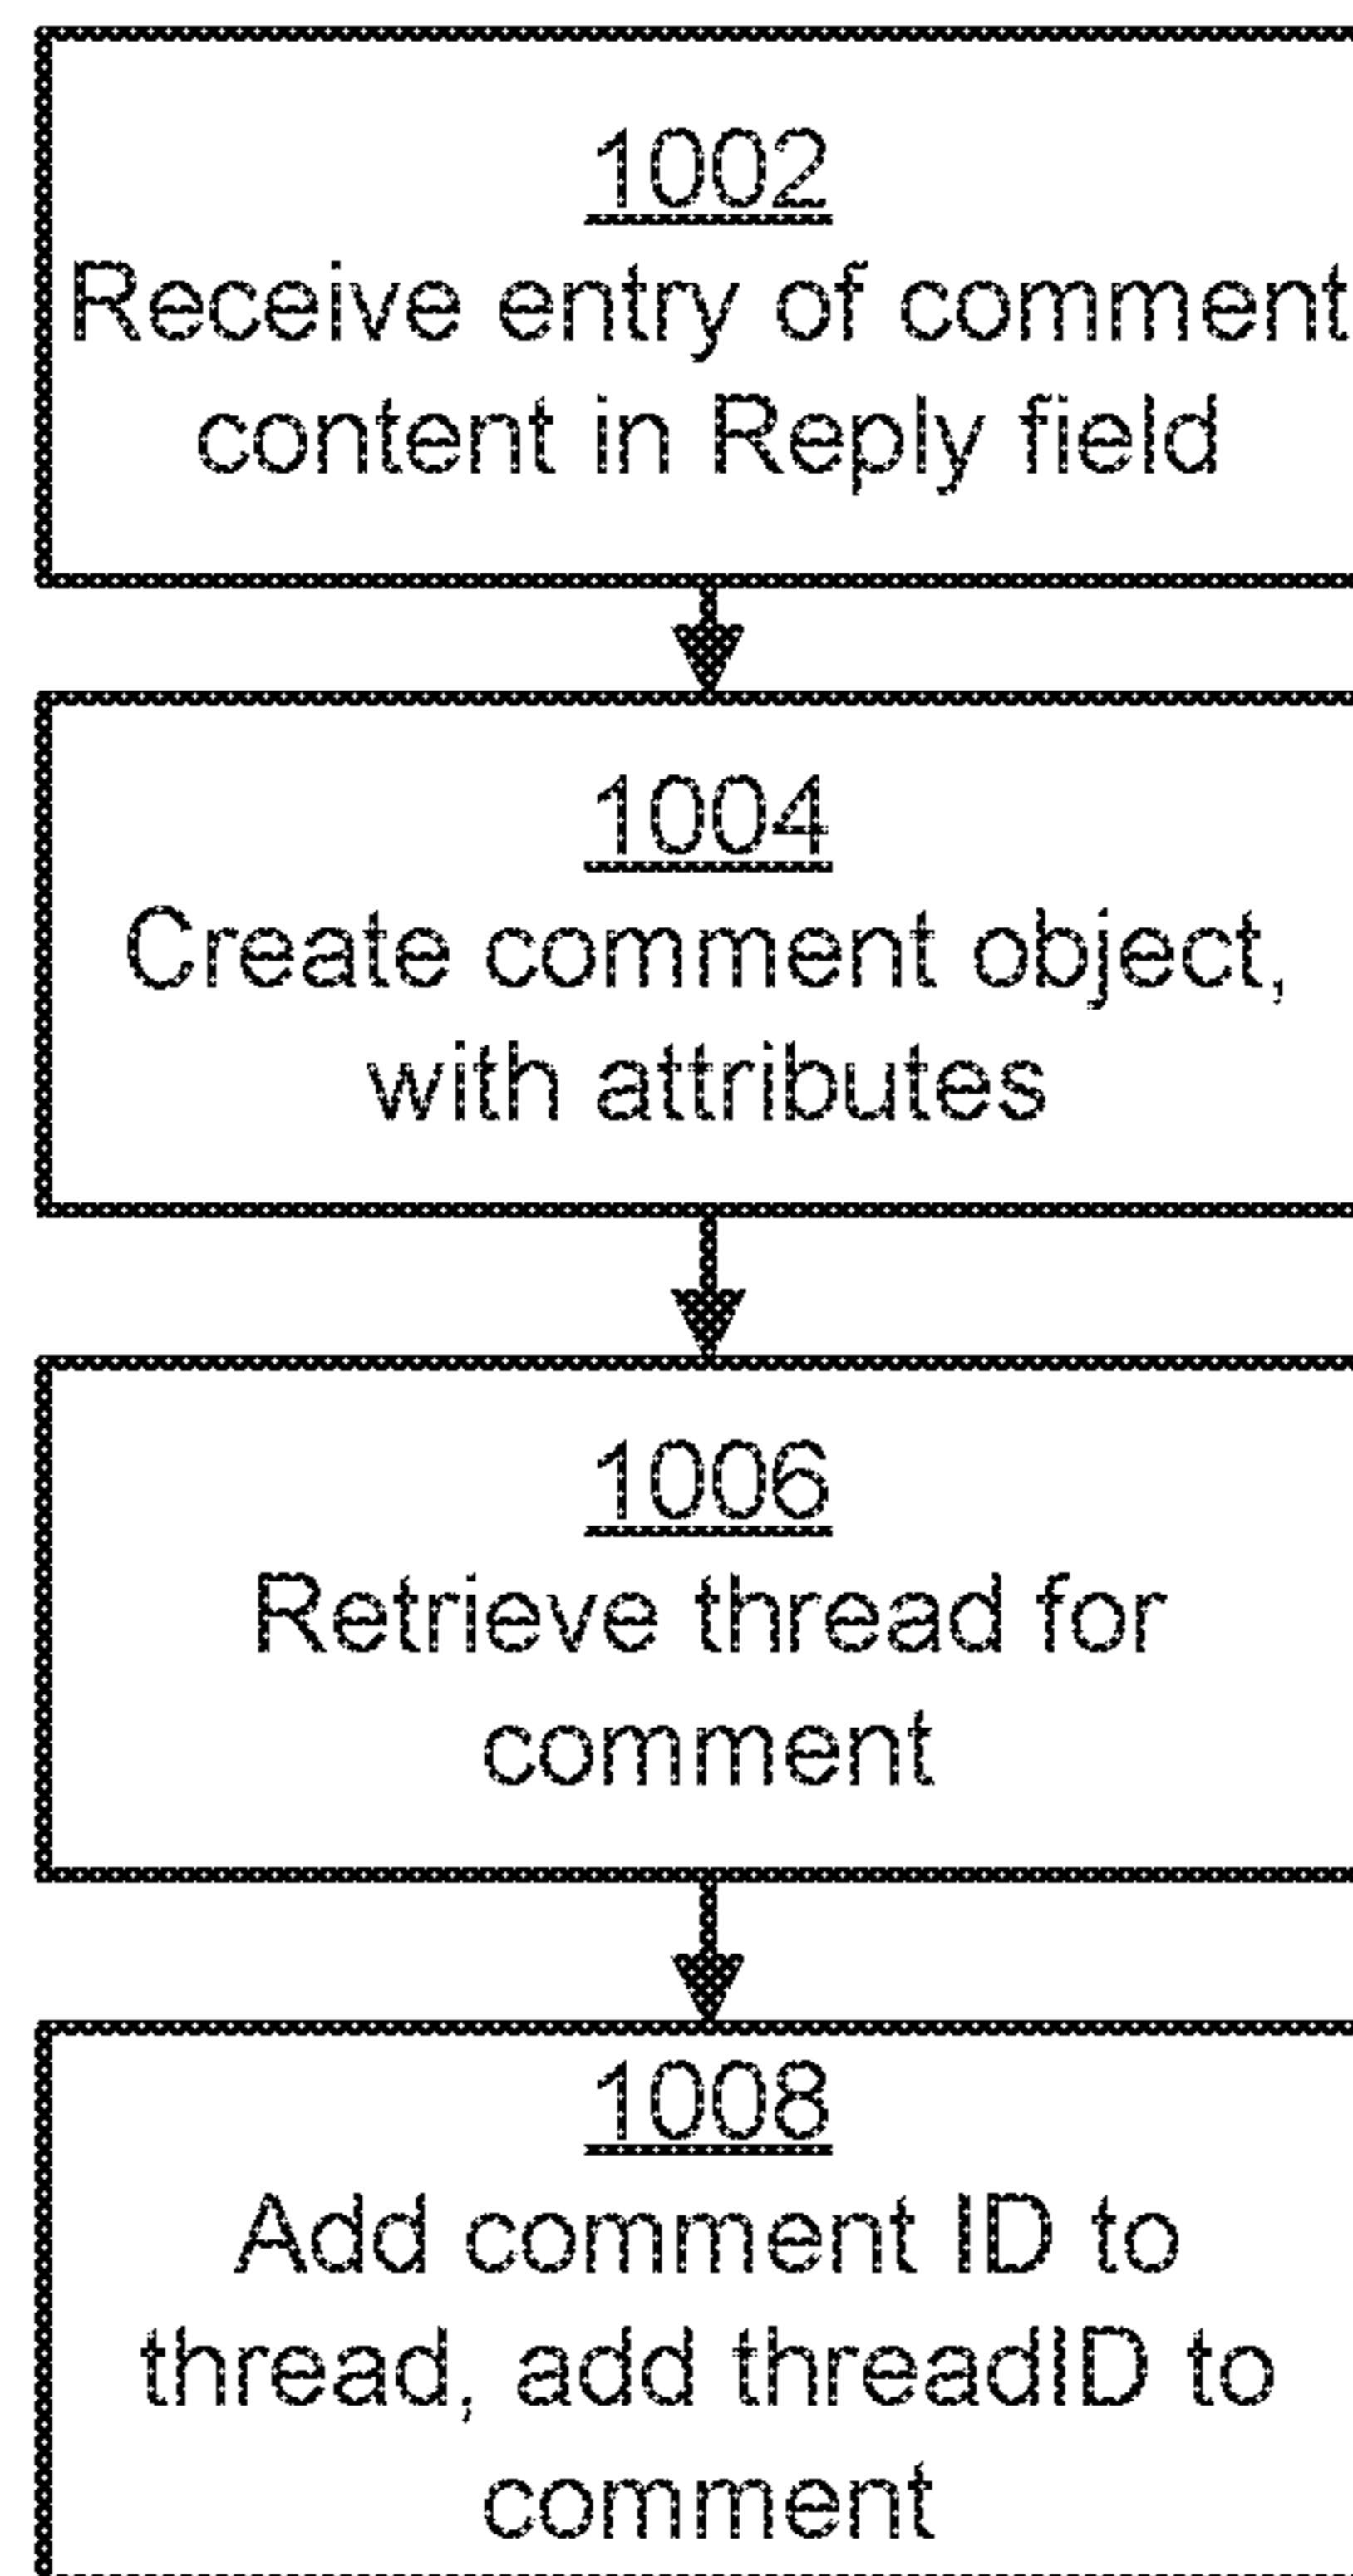 1002
Receive entry of comment
content in Reply field
1004
Create comment object,
with attributes
1006
Retrieve thread for
comment
1008
Add comment ID to
thread, add threadID to
comment